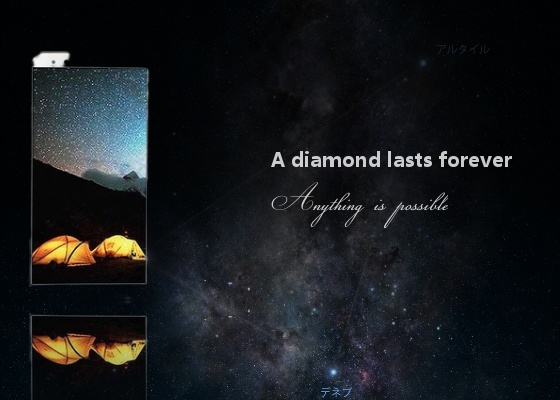 アルタイル
A diamond lasts forever
Anything is possible
デネブ